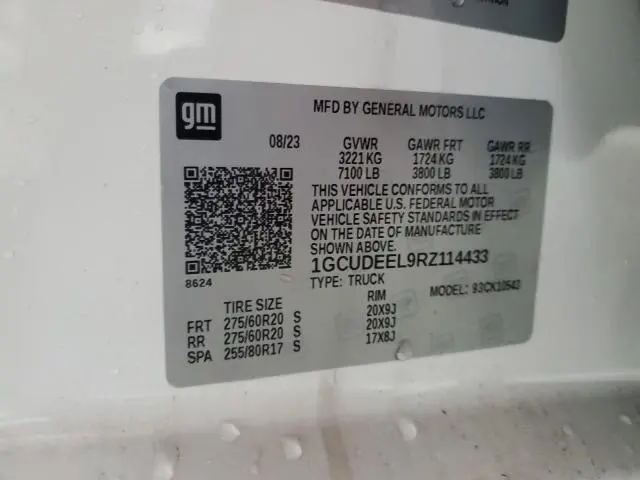 gm
MFD BY GENERAL MOTORS LLC
08/23 GVWR GAWR FRT GAWR RR
3221 KG 1724 KG 1724 KG
7100 LB 3800 LB 3800 LB
THIS VEHICLE CONFORMS TO ALL
APPLICABLE U.S. FEDERAL MOTOR
VEHICLE SAFETY STANDARDS IN EFFECT
ON THE DATE OF MANUFACTURE
SHOWN ABOVE.
1GCUDEEL9RZ114433
8624
TYPE: TRUCK MODEL: 93CK10543
TIRE SIZE RIM
FRT 275/60R20 S 20X9J
RR 275/60R20 S 20X9J
SPA 255/80R17 S 17X8J